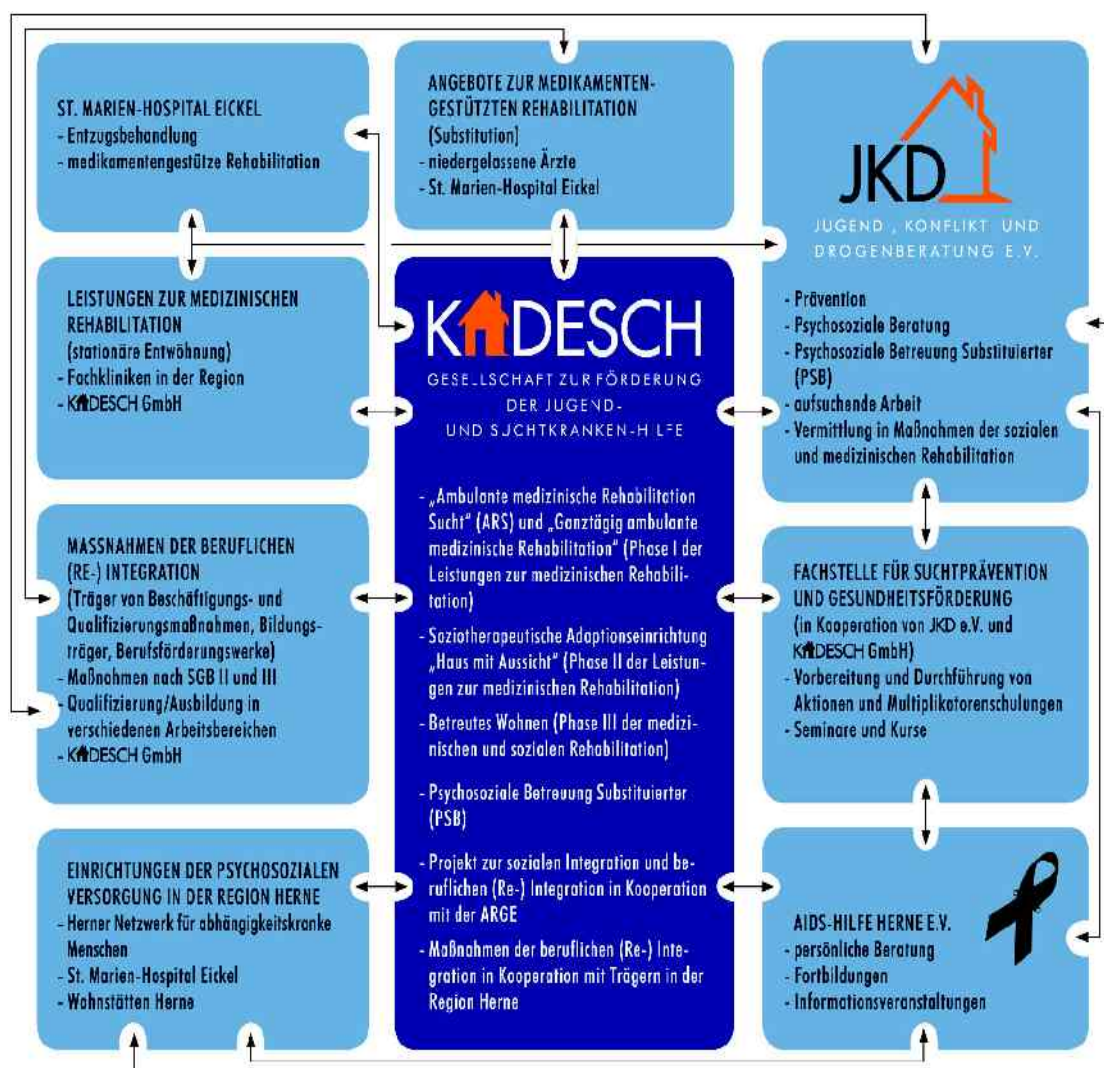 ST. MARIEN-HOSPITAL EICKEL
- Entzugsbehandlung
- medikamentengestütze Rehabilitation
ANGEBOTE ZUR MEDIKAMENTEN-
GESTÜTZTEN REHABILITATION
(Substitution)
- niedergelassene Ärzte
- St. Marien-Hospital Eickel
JKD
JUGEND, KONFLIKT UND
DROGENBERATUNG E.V.
- Prävention
- Psychosoziale Beratung
- Psychosoziale Betreuung Substituierter
(PSB)
- aufsuchende Arbeit
- Vermittlung in Maßnahmen der sozialen
und medizinischen Rehabilitation
LEISTUNGEN ZUR MEDIZINISCHEN
REHABILITATION
(stationäre Entwöhnung)
- Fachkliniken in der Region
- KADESCH GmbH
KADESCH
GESELLSCHAFT ZUR FÖRDERUNG
DER JUGEND-
UND SUCHTKRANKEN-HILFE
- „Ambulante medizinische Rehabilitation
Sucht“ (ARS) und „Ganztägig ambulante
medizinische Rehabilitation“ (Phase I der
Leistungen zur medizinischen Rehabili-
tation)
- Soziotherapeutische Adaptionseinrichtung
„Haus mit Aussicht“ (Phase II der Leistun-
gen zur medizinischen Rehabilitation)
- Betreutes Wohnen (Phase III der medizi-
nischen und sozialen Rehabilitation)
- Psychosoziale Betreuung Substituierter
(PSB)
- Projekt zur sozialen Integration und be-
ruflichen (Re-) Integration in Kooperation
mit der ARGE
- Maßnahmen der beruflichen (Re-) Inte-
gration in Kooperation mit Trägern in der
Region Herne
MASSNAHMEN DER BERUFLICHEN
(RE-) INTEGRATION
(Träger von Beschäftigungs- und
Qualifizierungsmaßnahmen, Bildungs-
träger, Berufsförderungswerke)
- Maßnahmen nach SGB II und III
- Qualifizierung/Ausbildung in
verschiedenen Arbeitsbereichen
- KADESCH GmbH
FACHSTELLE FÜR SUCHTPRÄVENTION
UND GESUNDHEITSFÖRDERUNG
(in Kooperation von JKD e.V. und
KADESCH GmbH)
- Vorbereitung und Durchführung von
Aktionen und Multiplikatorenschulungen
- Seminare und Kurse
EINRICHTUNGEN DER PSYCHOSOZIALEN
VERSORGUNG IN DER REGION HERNE
- Herner Netzwerk für abhängigkeitskranke
Menschen
- St. Marien-Hospital Eickel
- Wohnstätten Herne
AIDS-HILFE HERNE E.V.
- persönliche Beratung
- Fortbildungen
- Informationsveranstaltungen